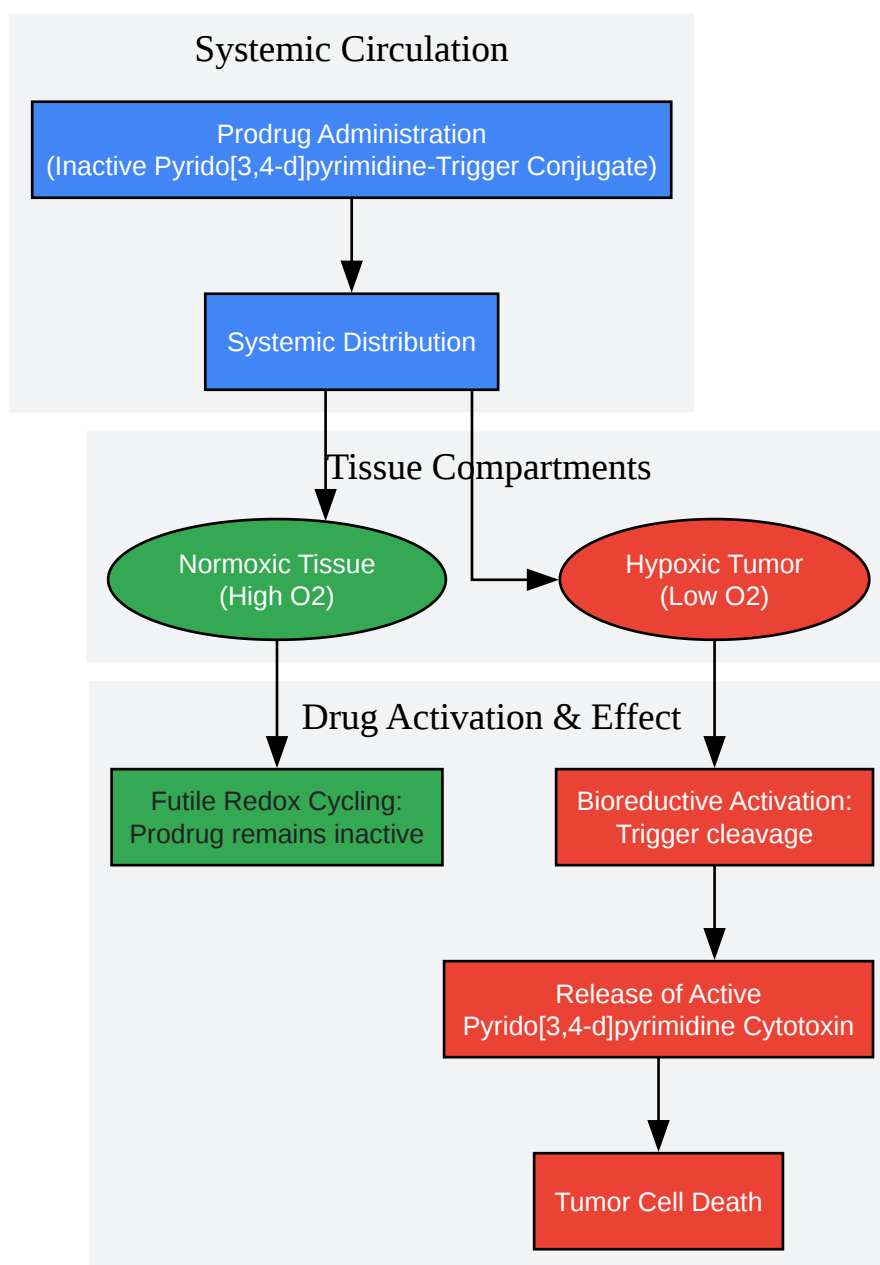 Systemic Circulation
Prodrug Administration
(Inactive Pyrido[3,4-d]pyrimidine-Trigger Conjugate)
Systemic Distribution
Tissue Compartments
Normoxic Tissue
(High O2)
Hypoxic Tumor
(Low O2)
Drug Activation & Effect
Futile Redox Cycling:
Prodrug remains inactive
Bioreductive Activation:
Trigger cleavage
Release of Active
Pyrido[3,4-d]pyrimidine Cytotoxin
Tumor Cell Death